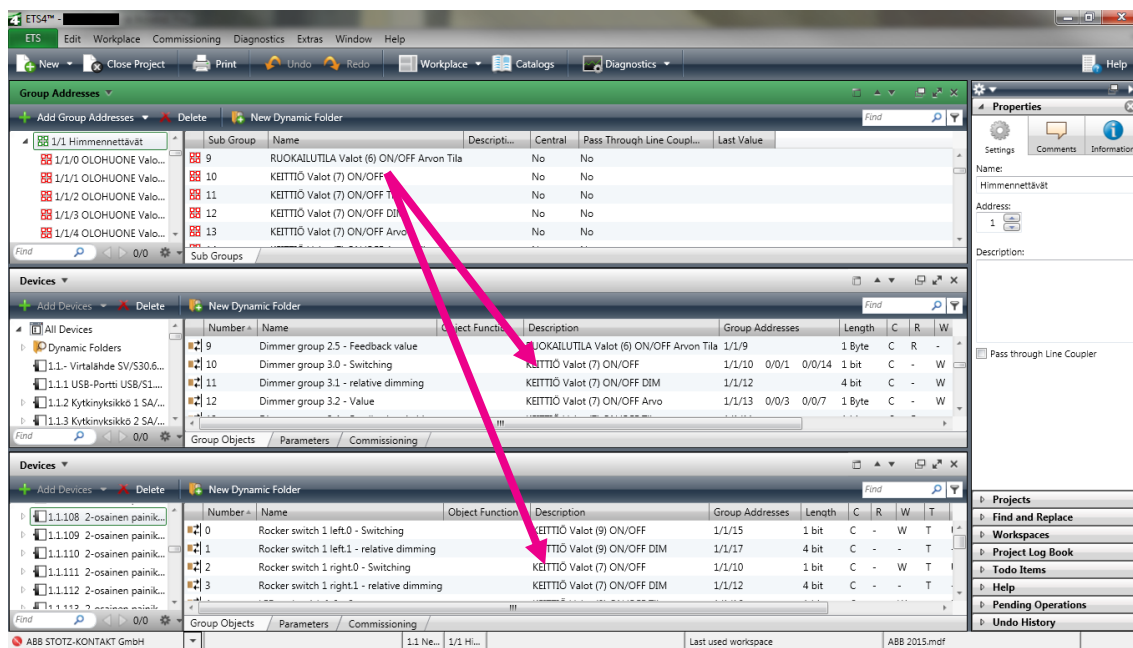 ETS4™ -
ETS Edit Workplace Commissioning Diagnostics Extras Window Help
New Close Project Print Undo Redo Workplace Catalogs Diagnostics Help
Group Addresses
Add Group Addresses Delete New Dynamic Folder Find
1/1 Himmennettävät
1/1/0 OLOHUONE Valo...
1/1/1 OLOHUONE Valo...
1/1/2 OLOHUONE Valo...
1/1/3 OLOHUONE Valo...
1/1/4 OLOHUONE Valo...
Find 0/0
Sub Group Name Descripti... Central Pass Through Line Coupl... Last Value
9 RUOKAILUTILA Valot (6) ON/OFF Arvon Tila No No
10 KEITTIÖ Valot (7) ON/OFF No No
11 KEITTIÖ Valot (7) ON/OFF No No
12 KEITTIÖ Valot (7) ON/OFF DIM No No
13 KEITTIÖ Valot (7) ON/OFF Arvo No No
Sub Groups
Devices
Add Devices Delete New Dynamic Folder Find
All Devices
Dynamic Folders
1.1.- Virtalähde SV/S30.6...
1.1.1 USB-Portti USB/S1....
1.1.2 Kytkinyksikkö 1 SA/...
1.1.3 Kytkinyksikkö 2 SA/...
Find 0/0
Number Name Object Function Description Group Addresses Length C R W
9 Dimmer group 2.5 - Feedback value RUOKAILUTILA Valot (6) ON/OFF Arvon Tila 1/1/9 1 Byte C R -
10 Dimmer group 3.0 - Switching KEITTIÖ Valot (7) ON/OFF 1/1/10 0/0/1 0/0/14 1 bit C - W
11 Dimmer group 3.1 - relative dimming KEITTIÖ Valot (7) ON/OFF DIM 1/1/12 4 bit C - W
12 Dimmer group 3.2 - Value KEITTIÖ Valot (7) ON/OFF Arvo 1/1/13 0/0/3 0/0/7 1 Byte C - W
Group Objects Parameters Commissioning
Devices
Add Devices Delete New Dynamic Folder Find
1.1.108 2-osainen painik...
1.1.109 2-osainen painik...
1.1.110 2-osainen painik...
1.1.111 2-osainen painik...
1.1.112 2-osainen painik...
1.1.113 2-osainen painik...
Find 0/0
Number Name Object Function Description Group Addresses Length C R W T
0 Rocker switch 1 left.0 - Switching KEITTIÖ Valot (9) ON/OFF 1/1/15 1 bit C - W T
1 Rocker switch 1 left.1 - relative dimming KEITTIÖ Valot (9) ON/OFF DIM 1/1/17 4 bit C - - T
2 Rocker switch 1 right.0 - Switching KEITTIÖ Valot (7) ON/OFF 1/1/10 1 bit C - W T
3 Rocker switch 1 right.1 - relative dimming KEITTIÖ Valot (7) ON/OFF DIM 1/1/12 4 bit C - - T
Group Objects Parameters Commissioning
Properties
Settings Comments Information
Name:
Himmennettävät
Address:
1
Description:
Pass through Line Coupler
Projects
Find and Replace
Workspaces
Project Log Book
Todo Items
Help
Pending Operations
Undo History
ABB STOTZ-KONTAKT GmbH 1.1 Ne... 1/1 Hi... Last used workspace ABB 2015.mdf